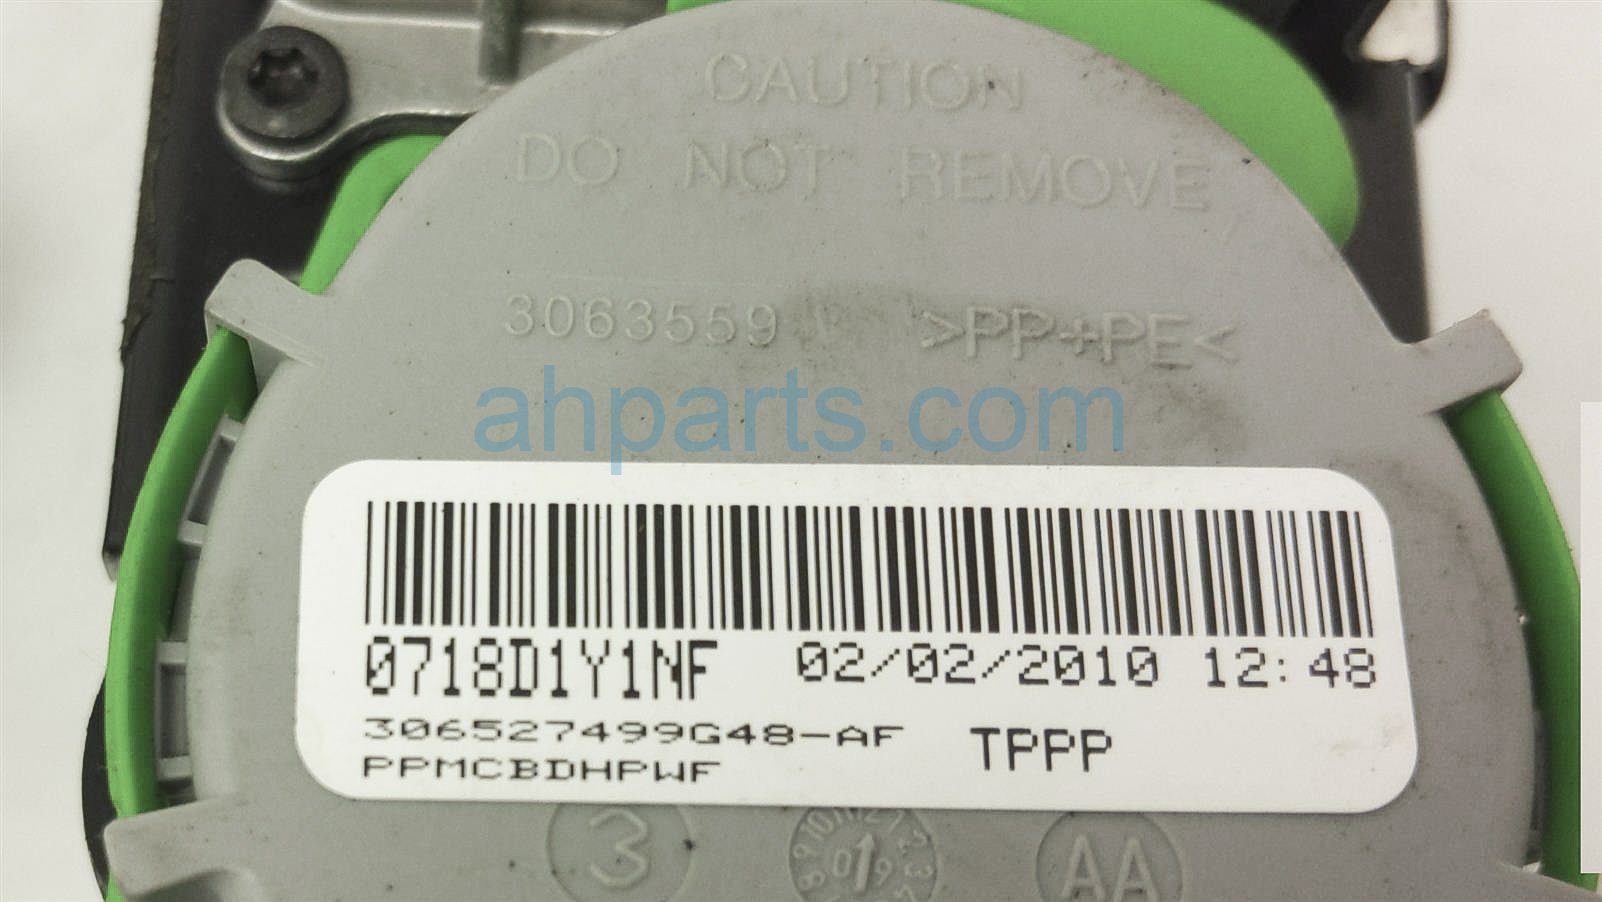 CAUTION
DO NOT REMOVE
3063559 >PP+PE<
ahparts.com
0718D1Y1NF 02/02/2010 12:48
306527499G48-AF TPPP
PPMCBDHPWF
3 09 AA